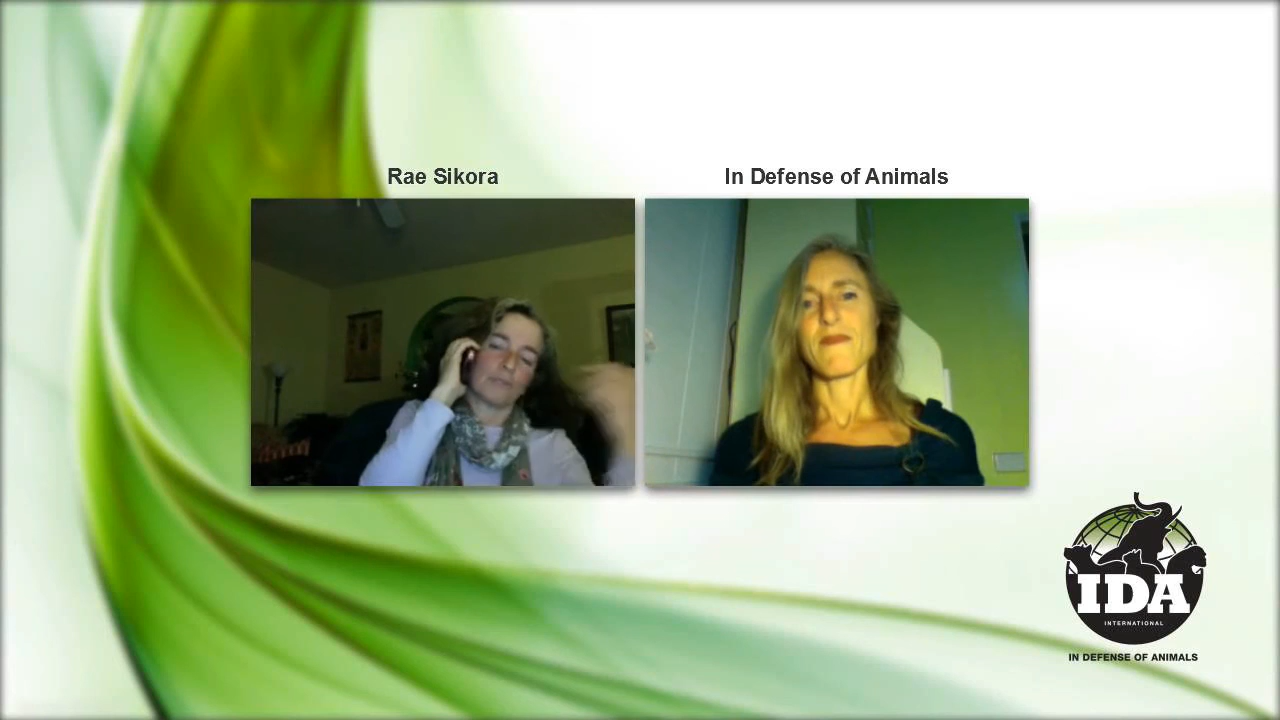 Rae Sikora
In Defense of Animals
IDA
INTERNATIONAL
IN DEFENSE OF ANIMALS